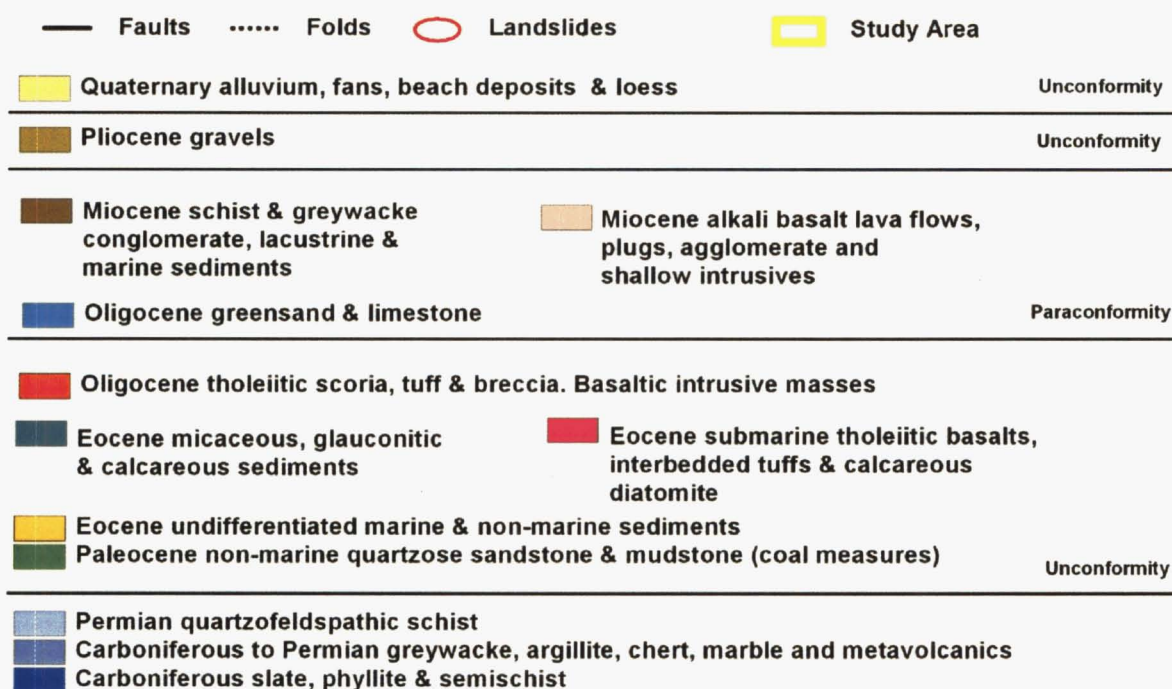 Faults Folds Landslides Study Area
Quaternary alluvium, fans, beach deposits & loess Unconformity
Pliocene gravels Unconformity
Miocene schist & greywacke
conglomerate, lacustrine &
marine sediments
Miocene alkali basalt lava flows,
plugs, agglomerate and
shallow intrusives
Oligocene greensand & limestone Paraconformity
Oligocene tholeiitic scoria, tuff & breccia. Basaltic intrusive masses
Eocene micaceous, glauconitic
& calcareous sediments
Eocene submarine tholeiitic basalts,
interbedded tuffs & calcareous
diatomite
Eocene undifferentiated marine & non-marine sediments
Paleocene non-marine quartzose sandstone & mudstone (coal measures) Unconformity
Permian quartzofeldspathic schist
Carboniferous to Permian greywacke, argillite, chert, marble and metavolcanics
Carboniferous slate, phyllite & semischist